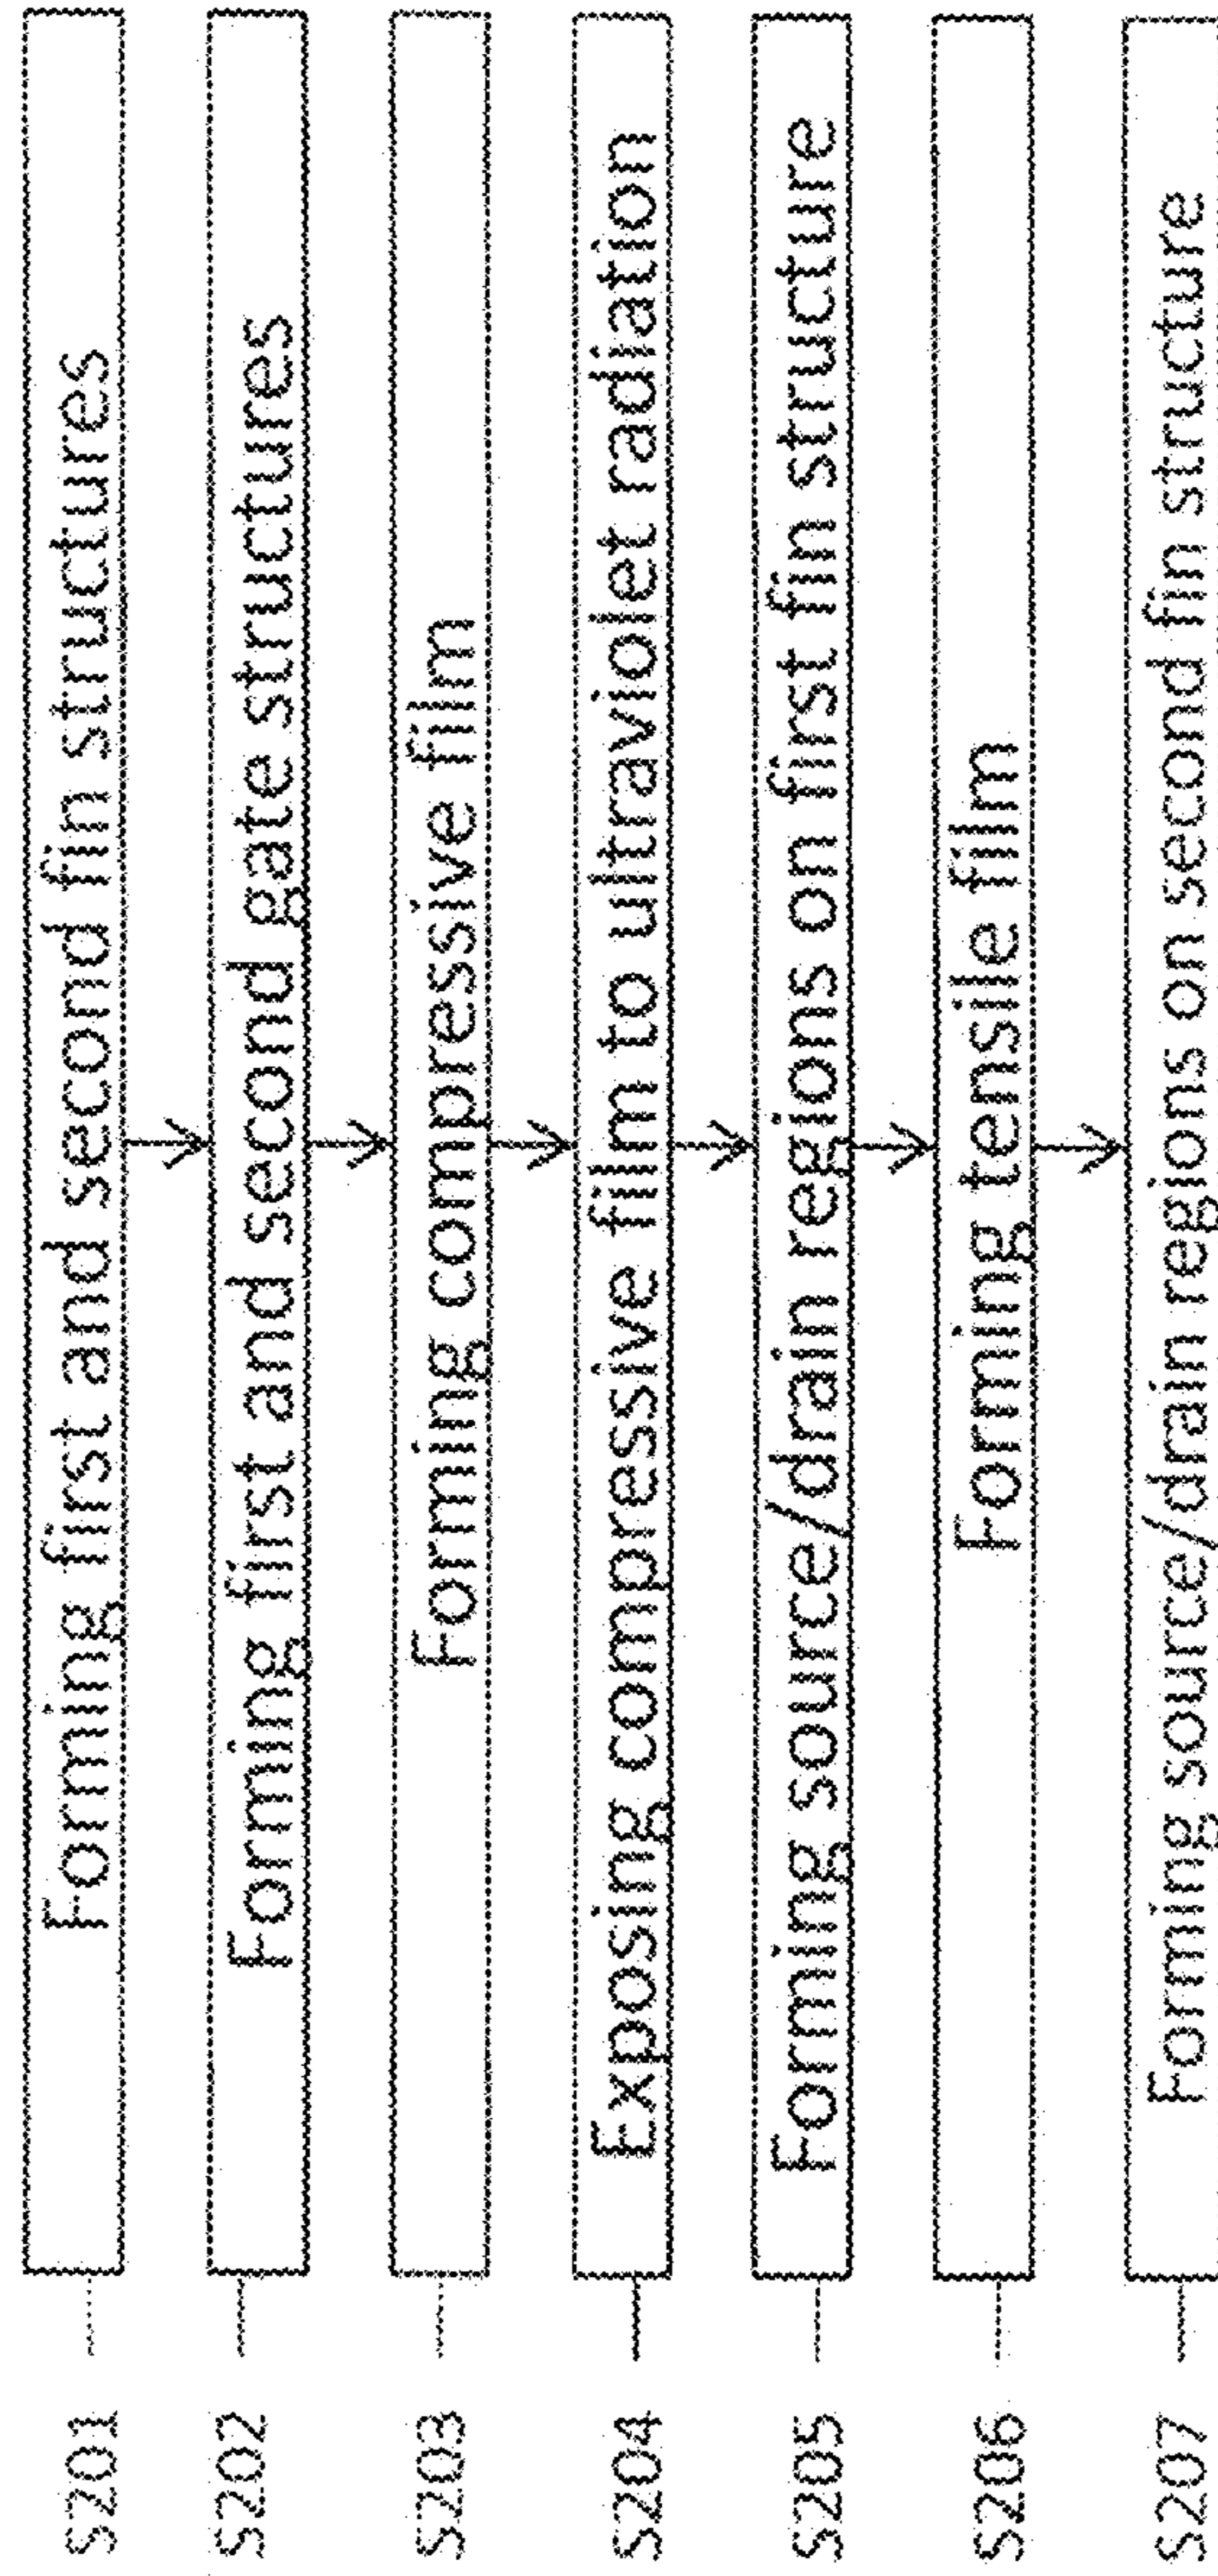 S201
Forming first and second fin structures
S202
Forming first and second gate structures
S203
Forming compressive film
S204
Exposing compressive film to ultraviolet radiation
S205
Forming source/drain regions on first fin structure
S206
Forming tensile film
S207
Forming source/drain regions on second fin structure